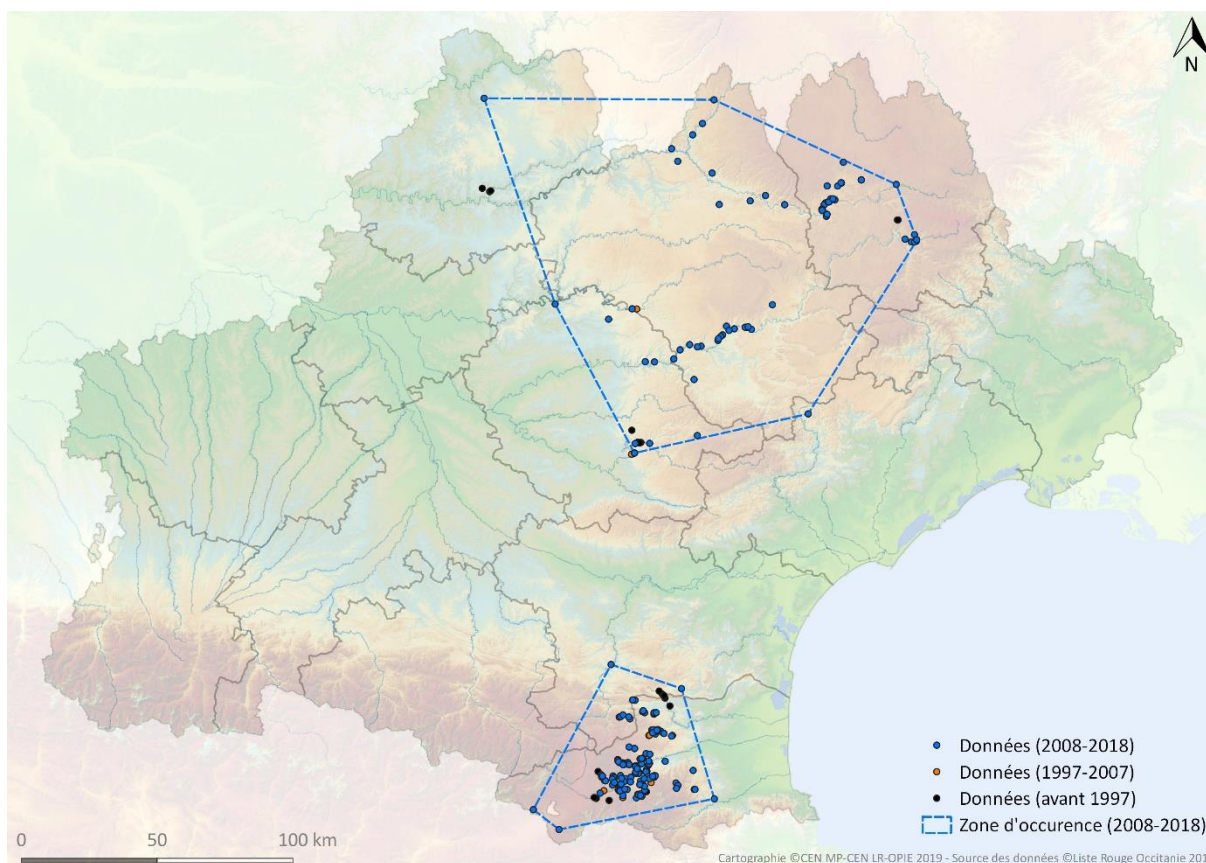 N
Données (2008-2018)
Données (1997-2007)
Données (avant 1997)
Zone d'occurence (2008-2018)
0 50 100 km
Cartographie ©CEN MP-CEN LR-OPIE 2019 - Source des données ©Liste Rouge Occitanie 201